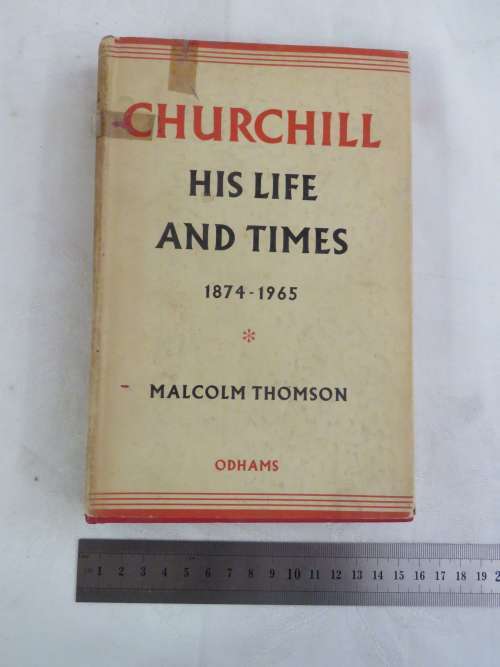 CHURCHILL
HIS LIFE
AND TIMES
1874-1965
*
MALCOLM THOMSON
ODHAMS
1 2 3 4 5 6 7 8 9 10 11 12 13 14 15 16 17 18 19 2